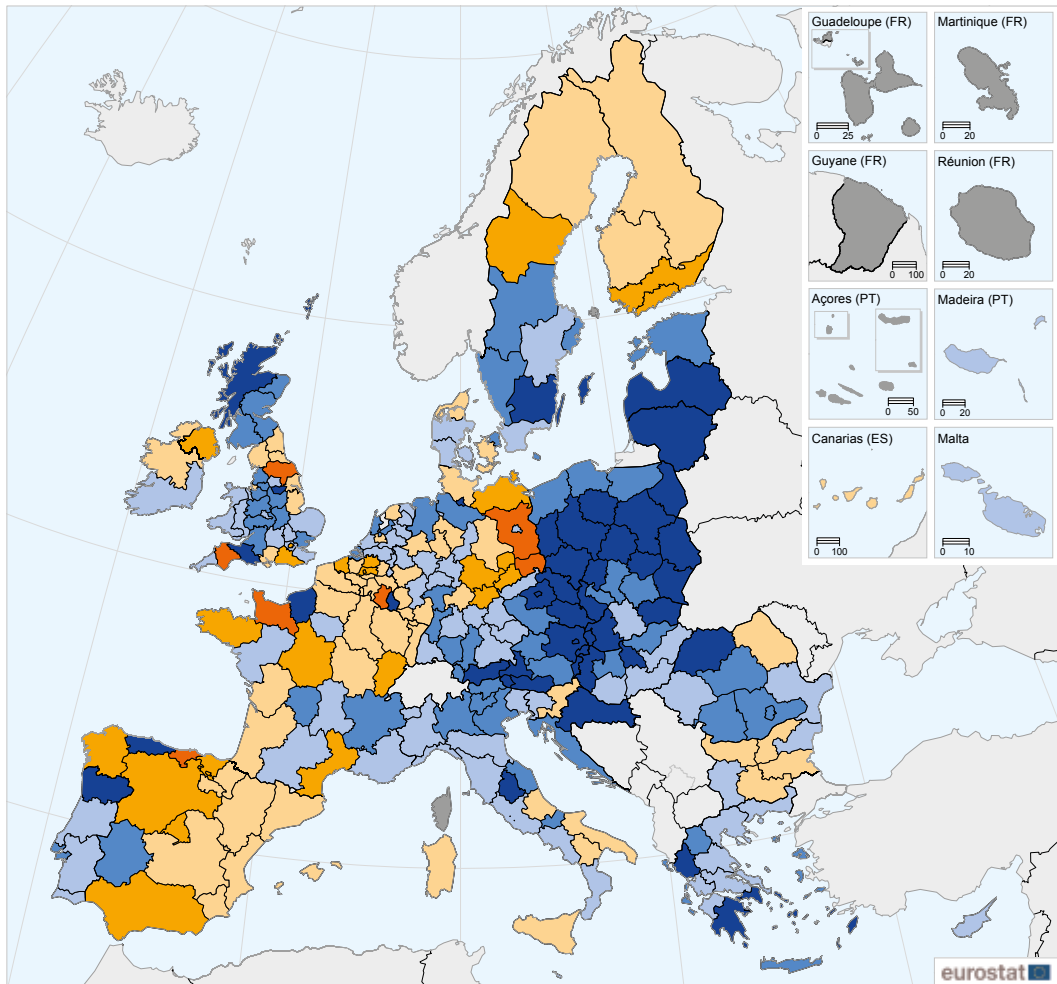 Guadeloupe (FR)
0 25
Martinique (FR)
0 20
Guyane (FR)
0 100
Réunion (FR)
0 20
Açores (PT)
0 50
Madeira (PT)
0 20
Canarias (ES)
0 100
Malta
0 10
eurostat